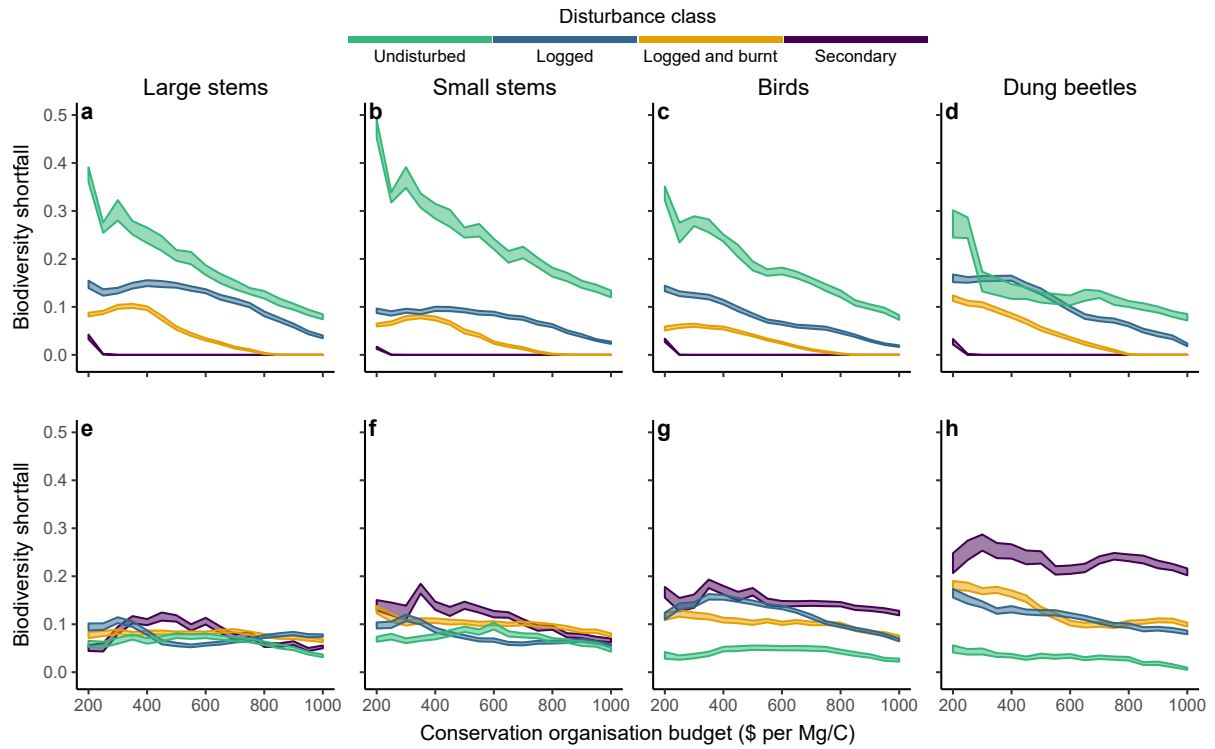 Disturbance class
Undisturbed Logged Logged and burnt Secondary
Large stems Small stems Birds Dung beetles
a b c d
0.5
0.4
0.3
0.2
0.1
0.0
Biodiversity shortfall
e f g h
0.5
0.4
0.3
0.2
0.1
0.0
Biodiversity shortfall
200 400 600 800 1000 200 400 600 800 1000 200 400 600 800 1000 200 400 600 800 1000
Conservation organisation budget ($ per Mg/C)